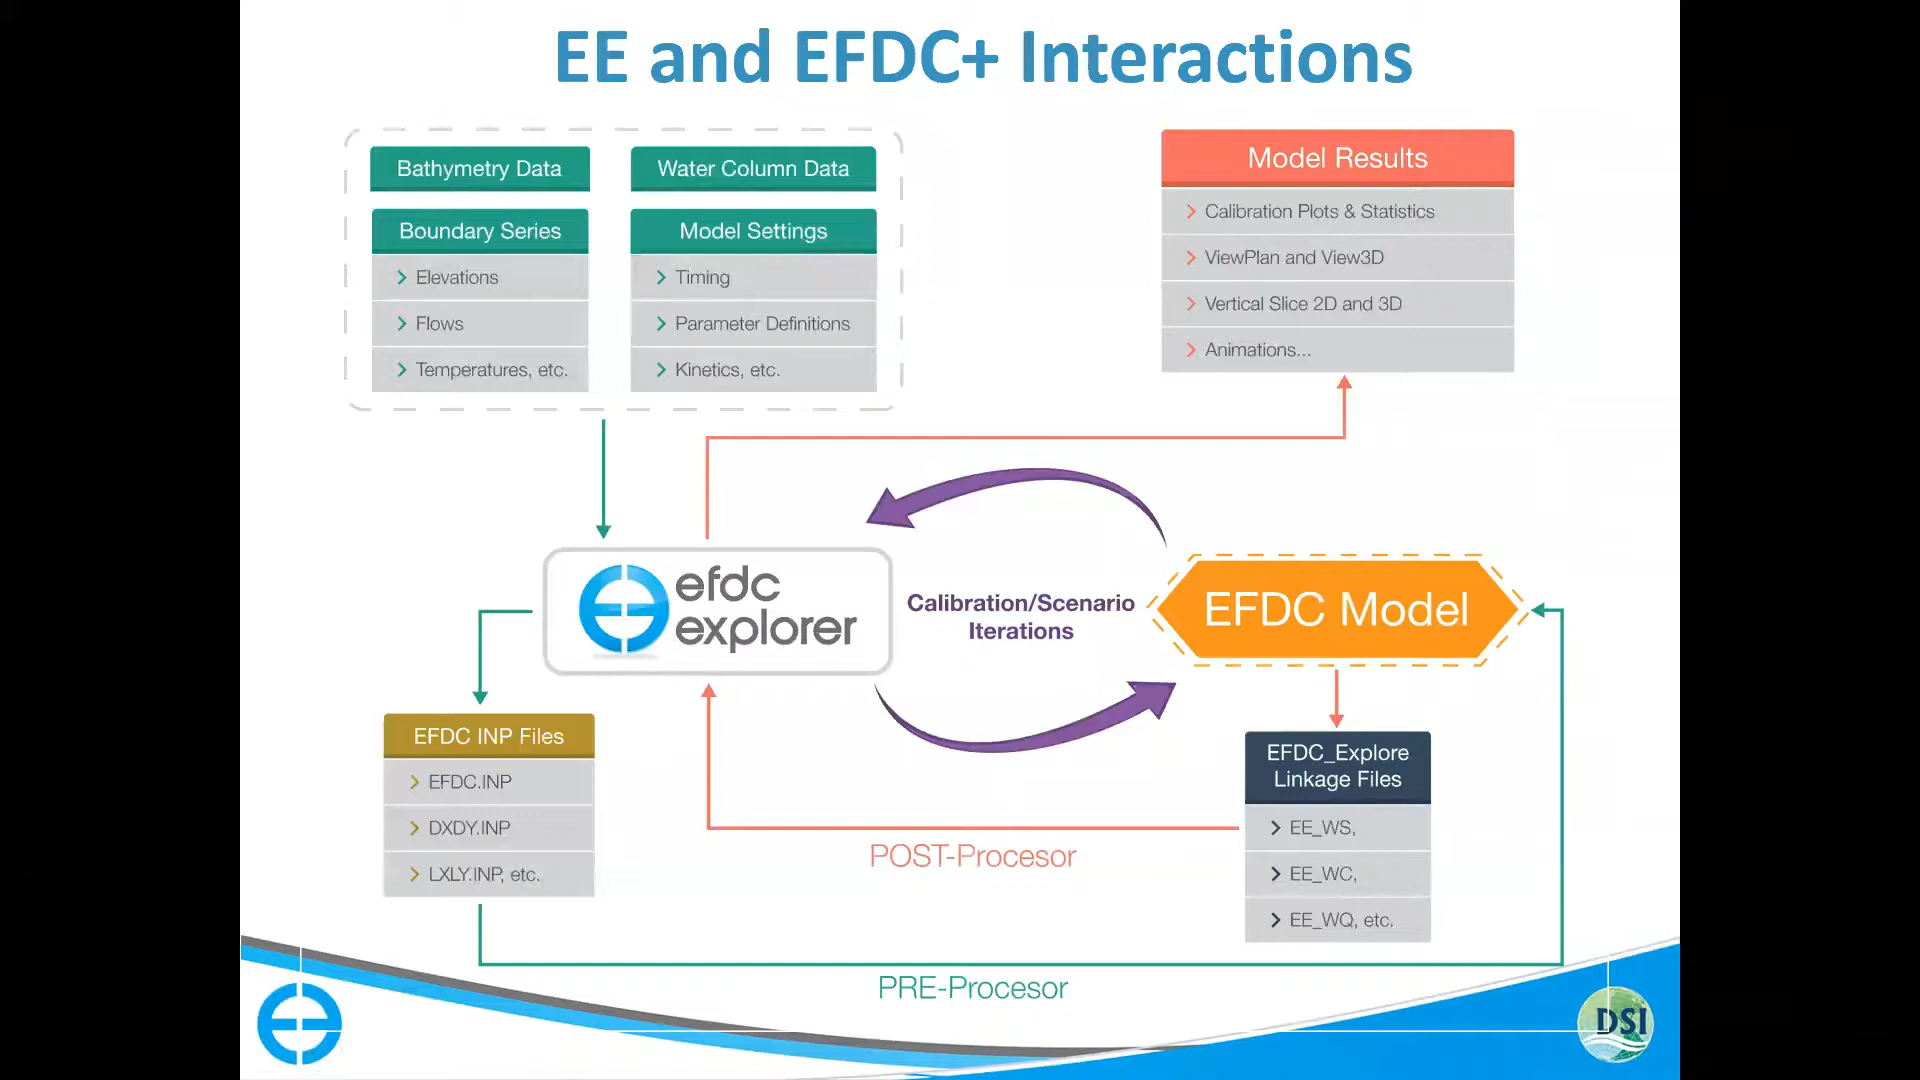 EE and EFDC+ Interactions
Bathymetry Data
Water Column Data
Boundary Series
Elevations
Flows
Temperatures, etc.
Model Settings
Timing
Parameter Definitions
Kinetics, etc.
Model Results
Calibration Plots & Statistics
ViewPlan and View3D
Vertical Slice 2D and 3D
Animations...
efdc
explorer
Calibration/Scenario
Iterations
EFDC Model
EFDC INP Files
EFDC.INP
DXDY.INP
LXLY.INP, etc.
EFDC_Explore
Linkage Files
EE_WS,
EE_WC,
EE_WQ, etc.
POST-Procesor
PRE-Procesor
DSI